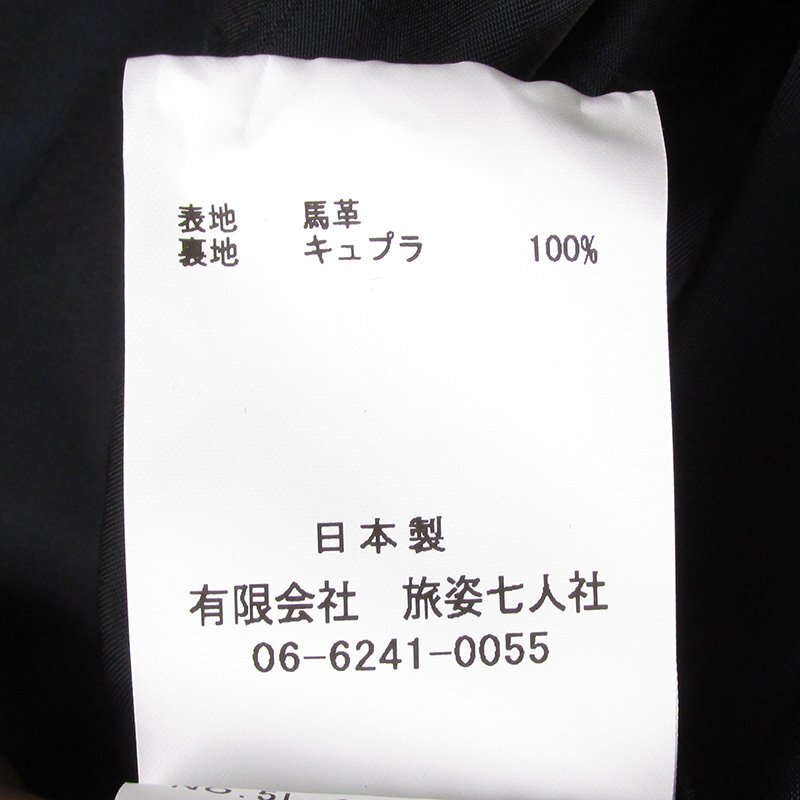 表地 馬革
裏地 キュプラ 100%
日本製
有限会社 旅姿七人社
06-6241-0055